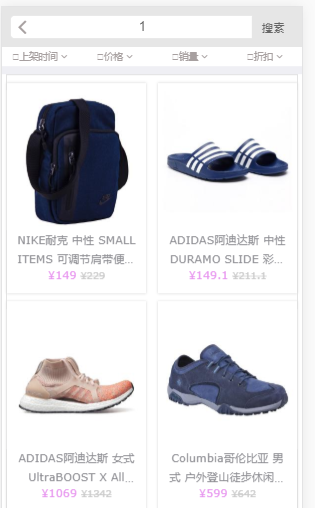 1 搜索
□上架时间 □价格 □销量 □折扣
NIKE耐克 中性 SMALL
ITEMS 可调节肩带便...
¥149 ¥229
ADIDAS阿迪达斯 中性
DURAMO SLIDE 彩...
¥149.1 ¥211.1
ADIDAS阿迪达斯 女式
UltraBOOST X All...
¥1069 ¥1342
Columbia哥伦比亚 男
式 户外登山徒步休闲...
¥599 ¥642